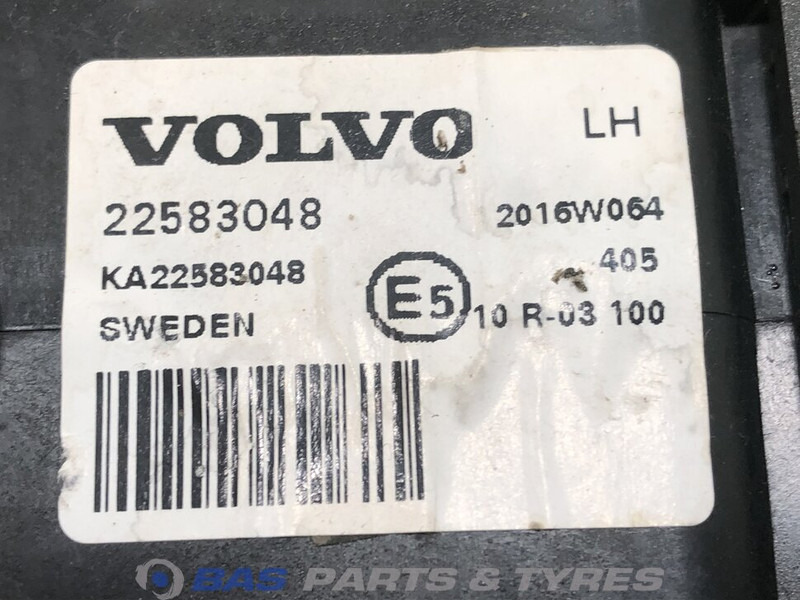 VOLVO LH
22583048 2016W064
KA22583048 405
SWEDEN E5 10 R-03 100
BAS PARTS & TYRES